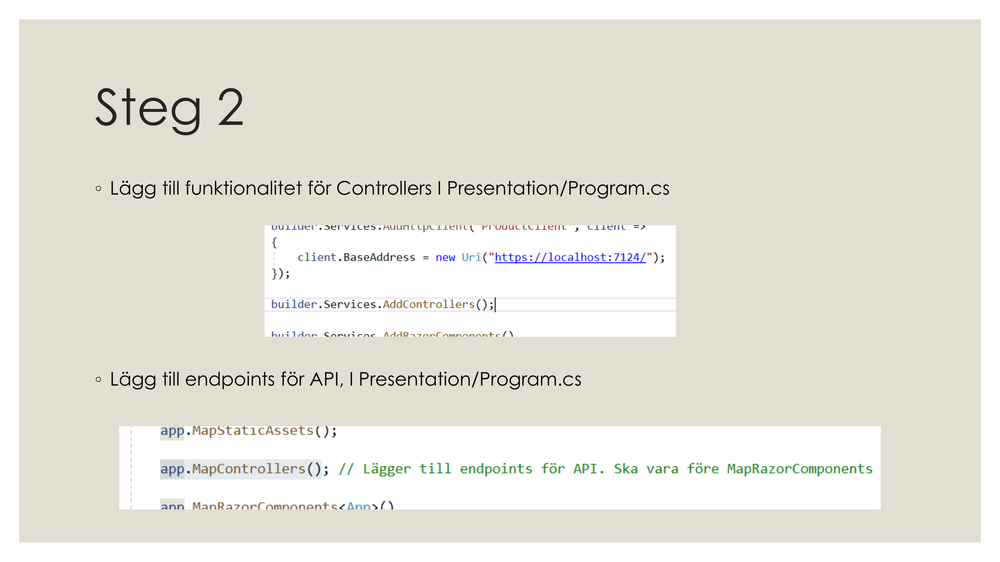 Steg 2
◦ Lägg till funktionalitet för Controllers I Presentation/Program.cs
builder.Services.AddHttpClient("ProductClient", client =>
{
client.BaseAddress = new Uri("https://localhost:7124/");
});
builder.Services.AddControllers();
builder.Services.AddRazorComponents()
◦ Lägg till endpoints för API, I Presentation/Program.cs
app.MapStaticAssets();
app.MapControllers(); // Lägger till endpoints för API. Ska vara före MapRazorComponents
app.MapRazorComponents<App>()